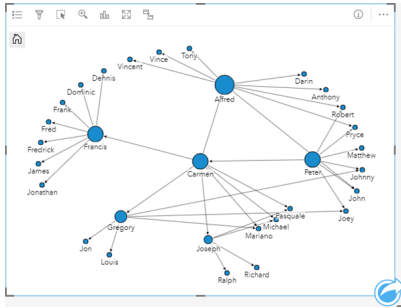 Tony
Vince
Vincent
Dennis
Darin
Dominic
Alfred
Anthony
Frank
Robert
Fred
Pryce
Francis
Fredrick
Matthew
James
Carmen
Peter
Johnny
Jonathan
John
Pasquale
Joey
Gregory
Michael
Mariano
Jon
Joseph
Louis
Richard
Ralph